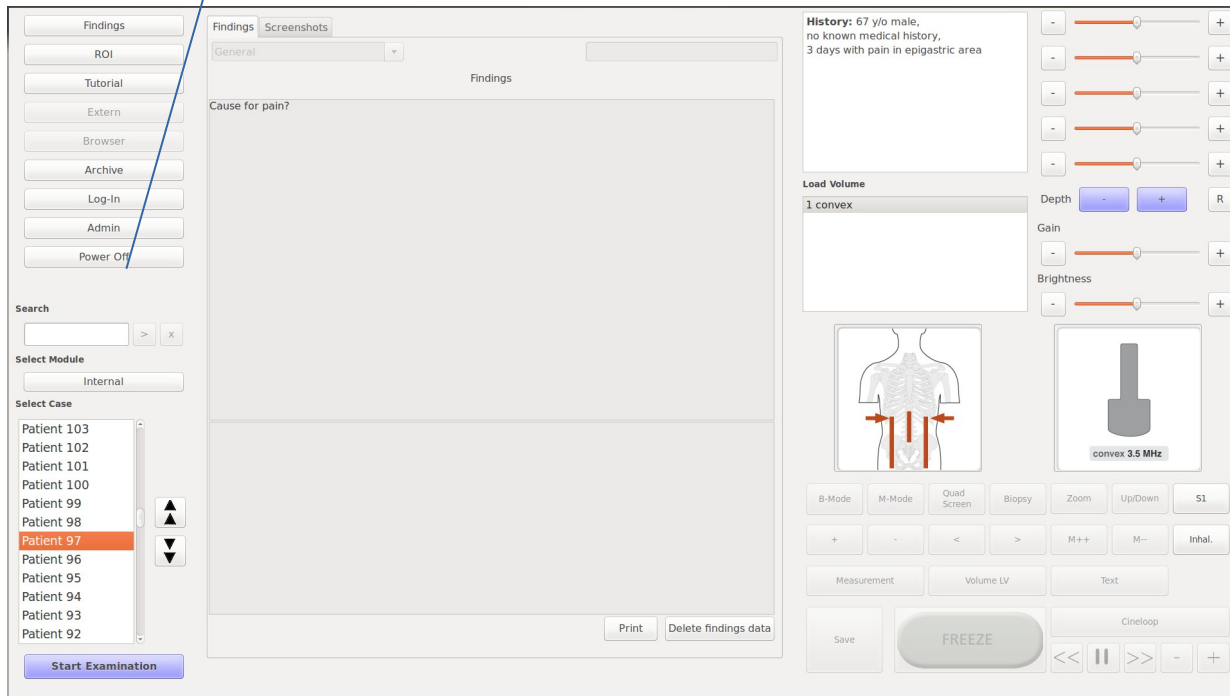 Findings
ROI
Tutorial
Extern
Browser
Archive
Log-In
Admin
Power Off
Search
> x
Select Module
Internal
Select Case
Patient 103
Patient 102
Patient 101
Patient 100
Patient 99
Patient 98
Patient 97
Patient 96
Patient 95
Patient 94
Patient 93
Patient 92
Start Examination
Findings Screenshots
General
Findings
Cause for pain?
Print Delete findings data
History: 67 y/o male,
no known medical history,
3 days with pain in epigastric area
Load Volume
1 convex
- +
- +
- +
- +
- +
Depth - + R
Gain
- +
Brightness
- +
convex 3.5 MHz
B-Mode M-Mode Quad Screen Biopsy Zoom Up/Down S1
+ - < > M++ M-- Inhal.
Measurement Volume LV Text
Save FREEZE Cineloop
<< >> - +